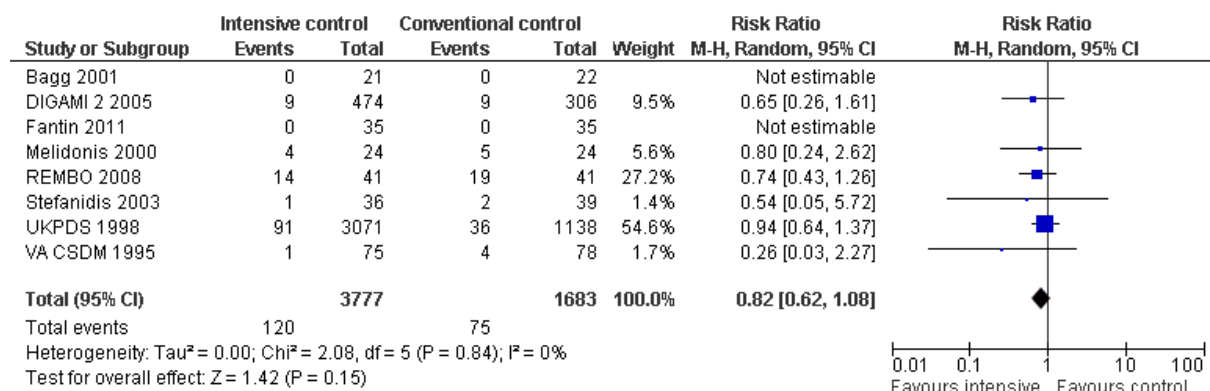 Intensive control Conventional control Risk Ratio Risk Ratio
Study or Subgroup Events Total Events Total Weight M-H, Random, 95% CI M-H, Random, 95% CI
Bagg 2001 0 21 0 22 Not estimable
DIGAMI 2 2005 9 474 9 306 9.5% 0.65 [0.26, 1.61]
Fantin 2011 0 35 0 35 Not estimable
Melidonis 2000 4 24 5 24 5.6% 0.80 [0.24, 2.62]
REMBO 2008 14 41 19 41 27.2% 0.74 [0.43, 1.26]
Stefanidis 2003 1 36 2 39 1.4% 0.54 [0.05, 5.72]
UKPDS 1998 91 3071 36 1138 54.6% 0.94 [0.64, 1.37]
VA CSDM 1995 1 75 4 78 1.7% 0.26 [0.03, 2.27]
Total (95% CI) 3777 1683 100.0% 0.82 [0.62, 1.08]
Total events 120 75
Heterogeneity: Tau² = 0.00; Chi² = 2.08, df = 5 (P = 0.84); I² = 0%
Test for overall effect: Z = 1.42 (P = 0.15)
0.01 0.1 1 10 100
Favours intensive Favours control